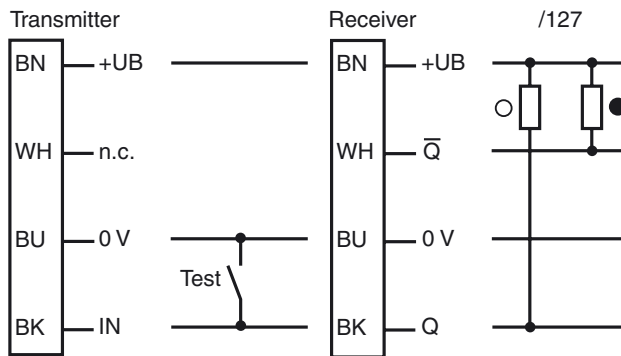 Transmitter
BN +UB
WH n.c.
BU 0 V
Test
BK IN
Receiver /127
BN +UB
WH Q̅
BU 0 V
BK Q